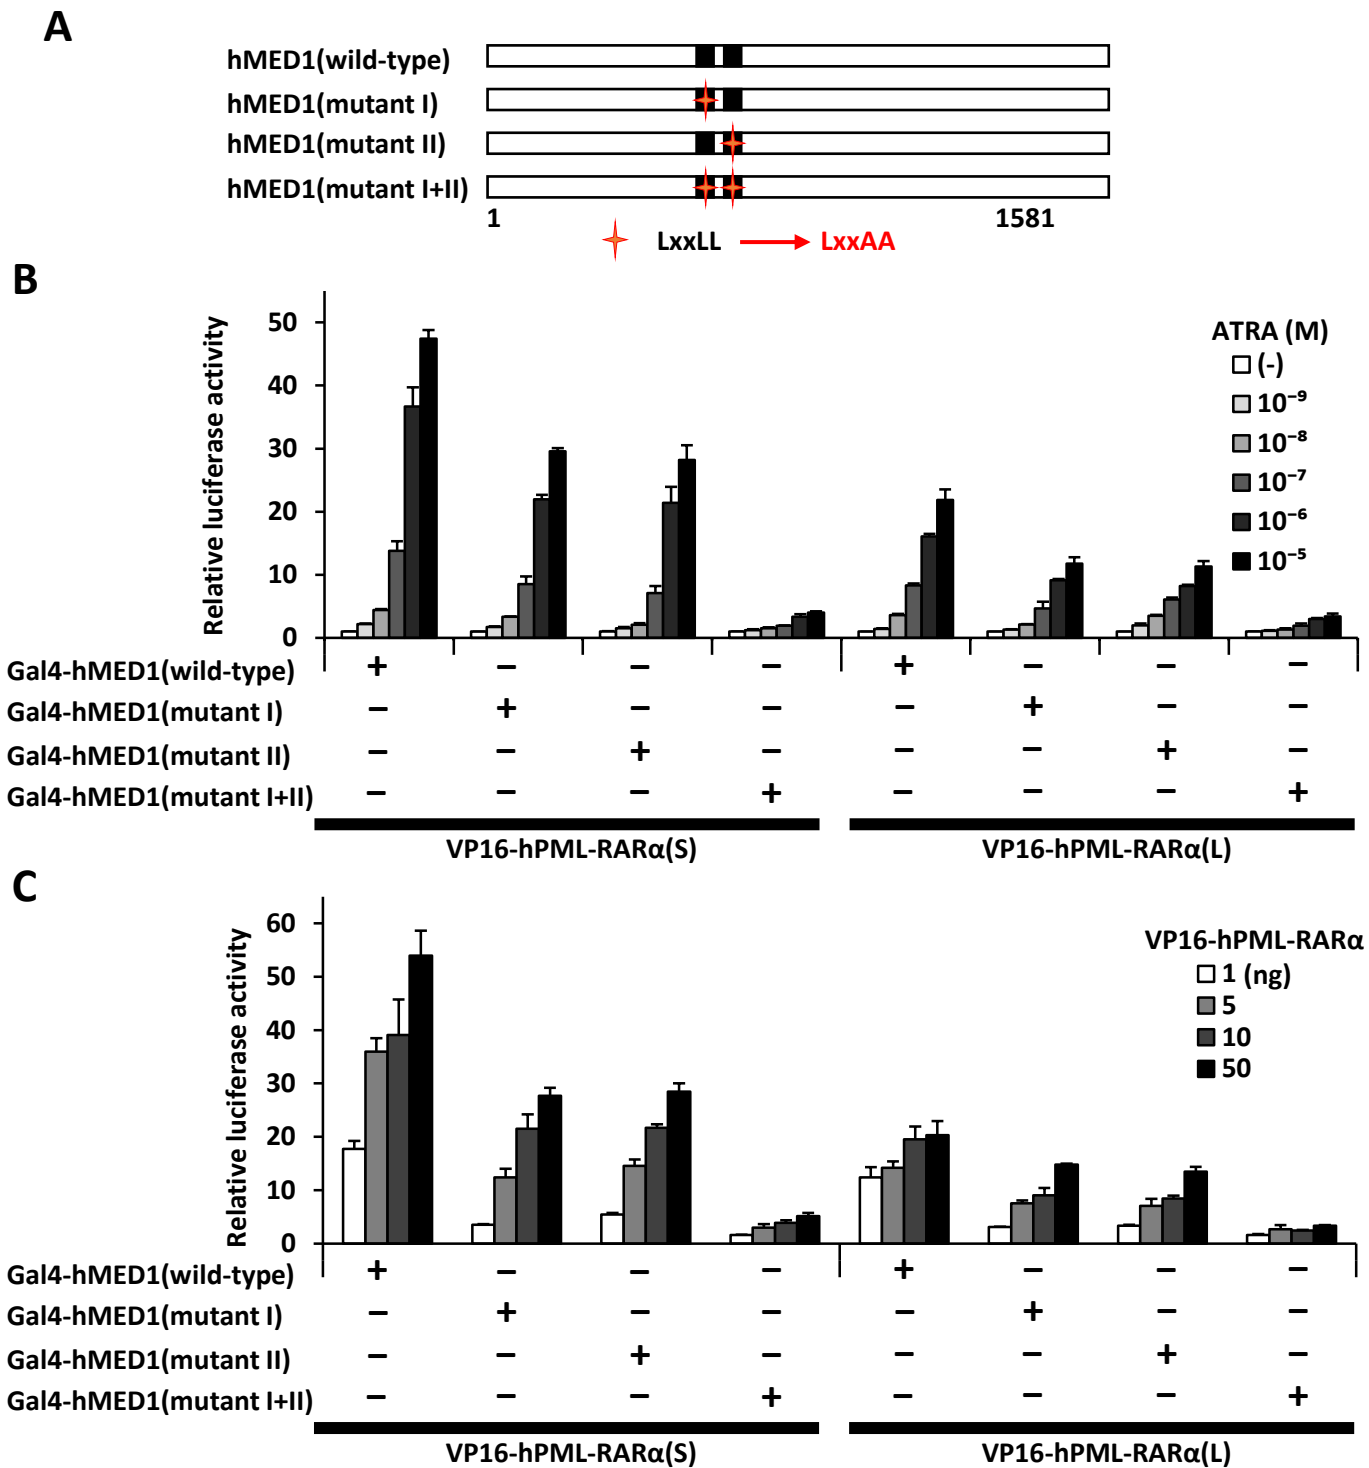 A
hMED1(wild-type)
hMED1(mutant I)
hMED1(mutant II)
hMED1(mutant I+II)
1 1581
LxxLL LxxAA
B
Relative luciferase activity
50
40
30
20
10
0
ATRA (M)
(-)
10⁻⁹
10⁻⁸
10⁻⁷
10⁻⁶
10⁻⁵
Gal4-hMED1(wild-type) + − − − + − − −
Gal4-hMED1(mutant I) − + − − − + − −
Gal4-hMED1(mutant II) − − + − − − + −
Gal4-hMED1(mutant I+II) − − − + − − − +
VP16-hPML-RARα(S) VP16-hPML-RARα(L)
C
Relative luciferase activity
60
50
40
30
20
10
0
VP16-hPML-RARα
1 (ng)
5
10
50
Gal4-hMED1(wild-type) + − − − + − − −
Gal4-hMED1(mutant I) − + − − − + − −
Gal4-hMED1(mutant II) − − + − − − + −
Gal4-hMED1(mutant I+II) − − − + − − − +
VP16-hPML-RARα(S) VP16-hPML-RARα(L)